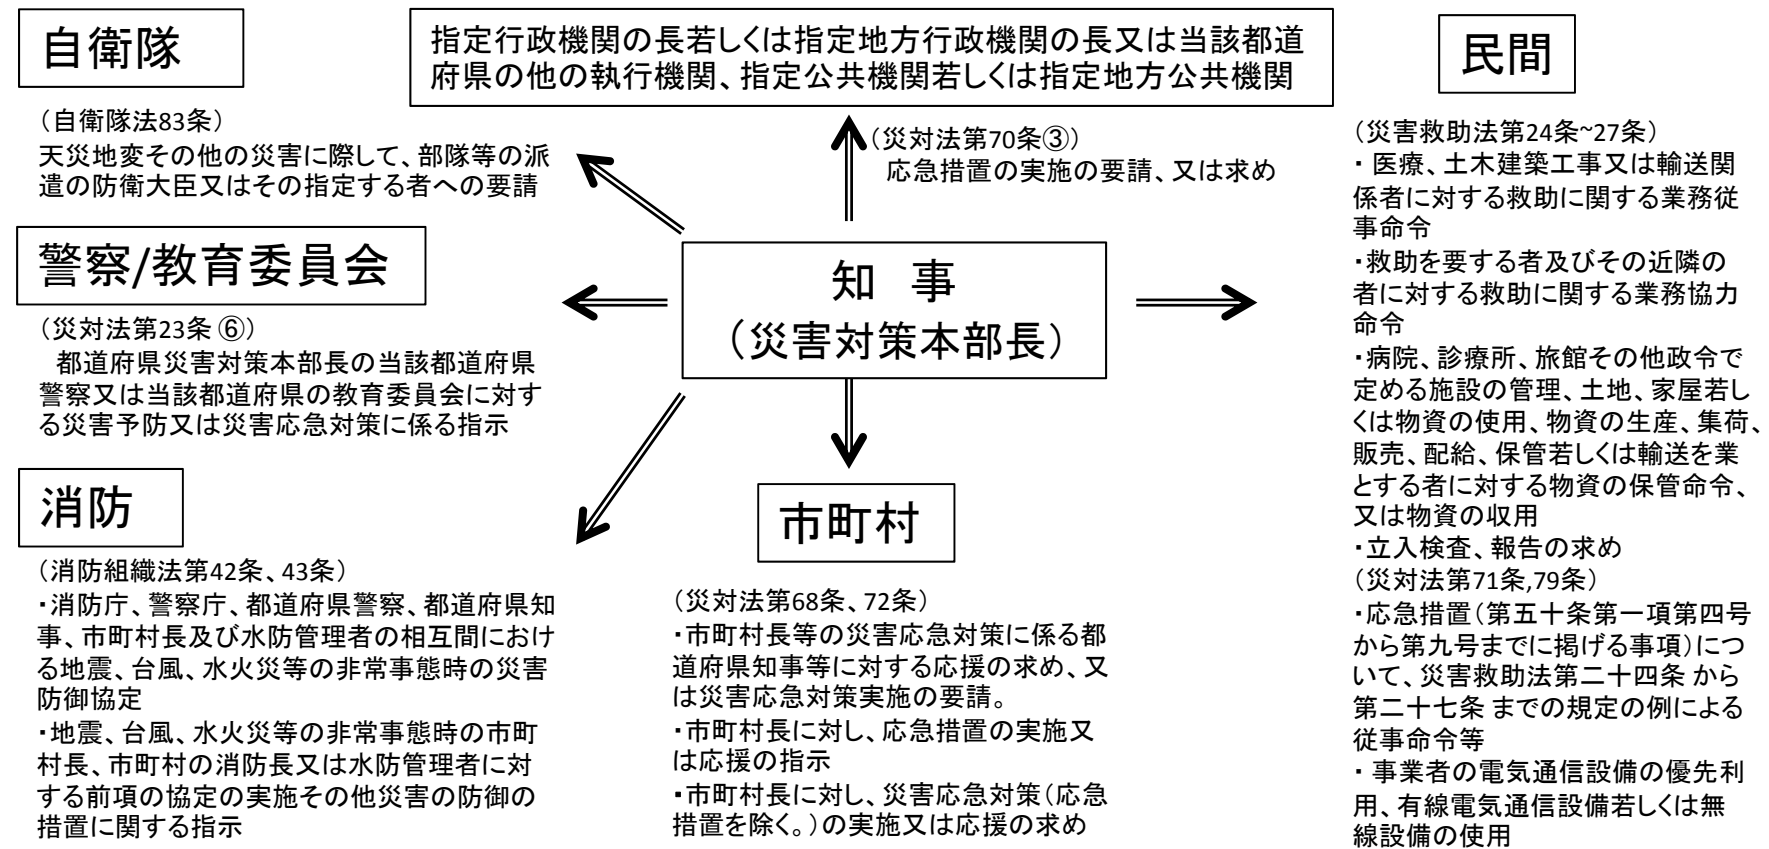 自衛隊
(自衛隊法83条)
天災地変その他の災害に際して、部隊等の派
遣の防衛大臣又はその指定する者への要請
警察/教育委員会
(災対法第23条 ⑥)
都道府県災害対策本部長の当該都道府県
警察又は当該都道府県の教育委員会に対す
る災害予防又は災害応急対策に係る指示
消防
(消防組織法第42条、43条)
・消防庁、警察庁、都道府県警察、都道府県知
事、市町村長及び水防管理者の相互間におけ
る地震、台風、水火災等の非常事態時の災害
防御協定
・地震、台風、水火災等の非常事態時の市町
村長、市町村の消防長又は水防管理者に対
する前項の協定の実施その他災害の防御の
措置に関する指示
指定行政機関の長若しくは指定地方行政機関の長又は当該都道
府県の他の執行機関、指定公共機関若しくは指定地方公共機関
(災対法第70条③)
応急措置の実施の要請、又は求め
知 事
(災害対策本部長)
市町村
(災対法第68条、72条)
・市町村長等の災害応急対策に係る都
道府県知事等に対する応援の求め、又
は災害応急対策実施の要請。
・市町村長に対し、応急措置の実施又
は応援の指示
・市町村長に対し、災害応急対策(応急
措置を除く。)の実施又は応援の求め
民間
(災害救助法第24条~27条)
・ 医療、土木建築工事又は輸送関
係者に対する救助に関する業務従
事命令
・救助を要する者及びその近隣の
者に対する救助に関する業務協力
命令
・病院、診療所、旅館その他政令で
定める施設の管理、土地、家屋若し
くは物資の使用、物資の生産、集荷、
販売、配給、保管若しくは輸送を業
とする者に対する物資の保管命令、
又は物資の収用
・立入検査、報告の求め
(災対法第71条,79条)
・応急措置(第五十条第一項第四号
から第九号までに掲げる事項)につ
いて、災害救助法第二十四条 から
第二十七条 までの規定の例による
従事命令等
・ 事業者の電気通信設備の優先利
用、有線電気通信設備若しくは無
線設備の使用